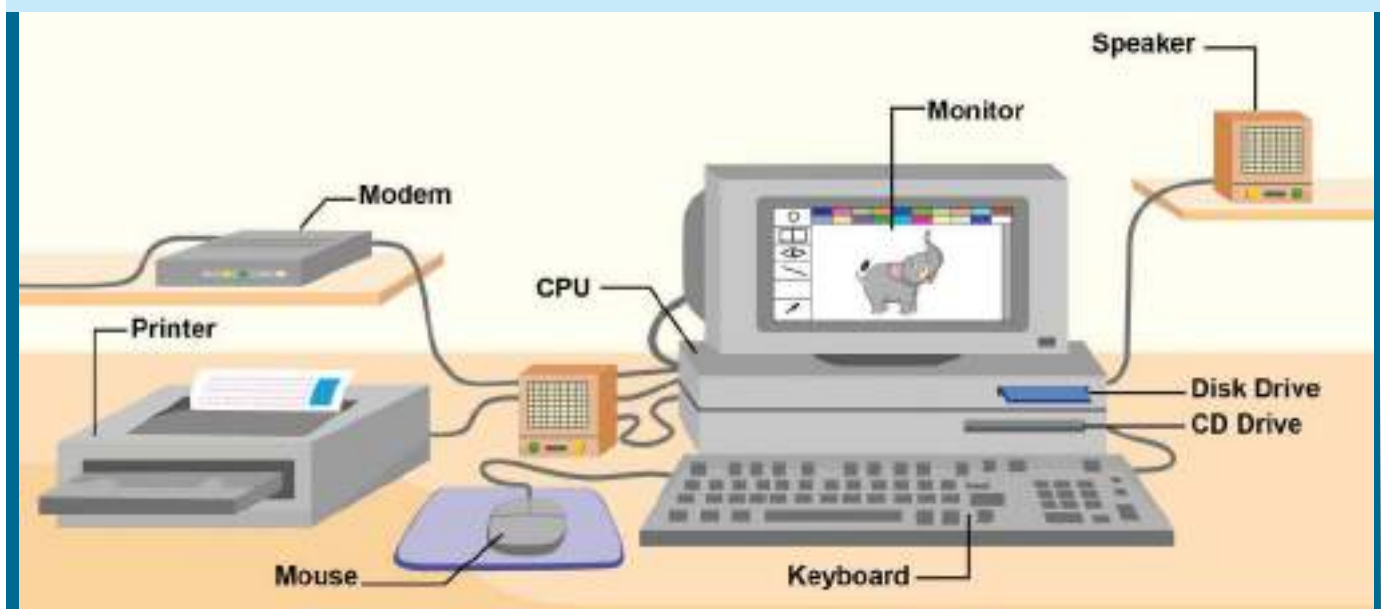 Speaker
Monitor
Modem
CPU
Printer
Disk Drive
CD Drive
Mouse
Keyboard